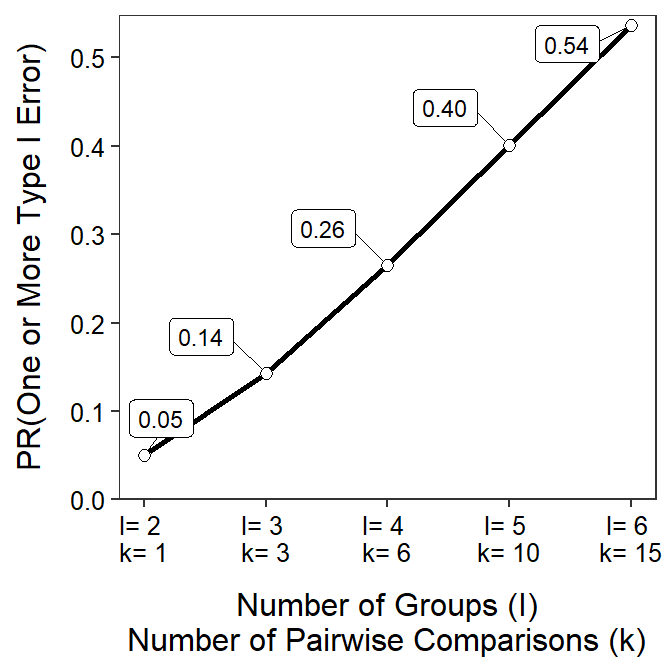 PR(One or More Type I Error)
0.5
0.4
0.3
0.2
0.1
0.0
0.54
0.40
0.26
0.14
0.05
I= 2
k= 1
I= 3
k= 3
I= 4
k= 6
I= 5
k= 10
I= 6
k= 15
Number of Groups (I)
Number of Pairwise Comparisons (k)